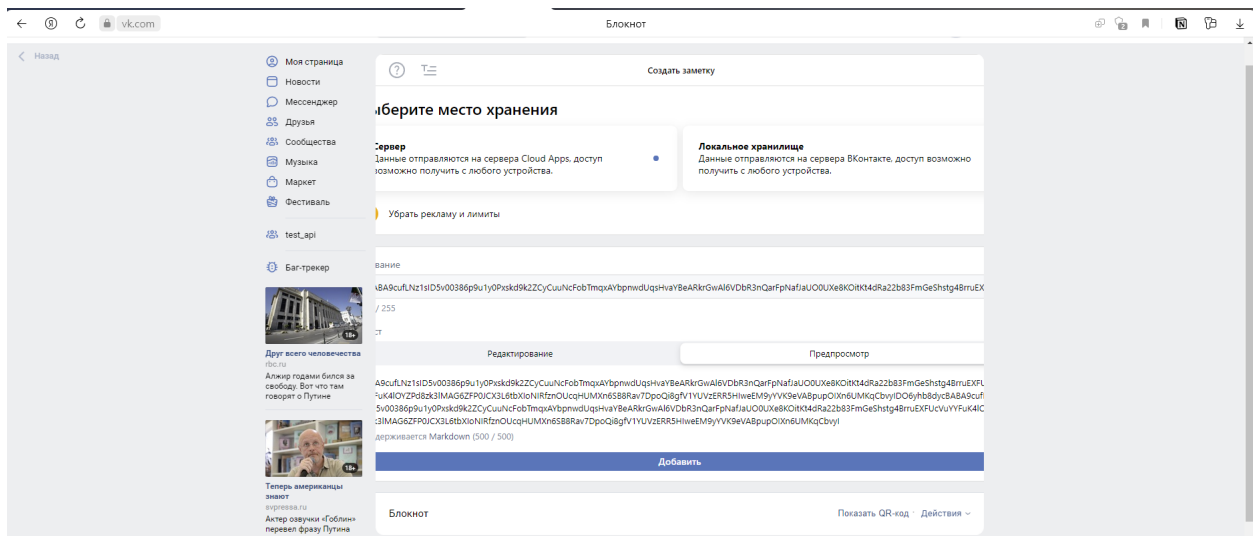 vk.com
Блокнот
Назад
Моя страница
Новости
Мессенджер
Друзья
Сообщества
Музыка
Маркет
Фестиваль
test_api
Баг-трекер
18+
Друг всего человечества
rbc.ru
Алжир годами бился за
свободу. Вот что там
говорят о Путине
18+
Теперь американцы
знают
svpressa.ru
Актер озвучки «Гоблин»
перевел фразу Путина
Создать заметку
ыберите место хранения
Сервер
Данные отправляются на сервера Cloud Apps, доступ
возможно получить с любого устройства.
Локальное хранилище
Данные отправляются на сервера ВКонтакте, доступ возможно
получить с любого устройства.
Убрать рекламу и лимиты
вание
/ 255
ст
Редактирование
Предпросмотр
держивается Markdown (500 / 500)
Добавить
Блокнот
Показать QR-код · Действия